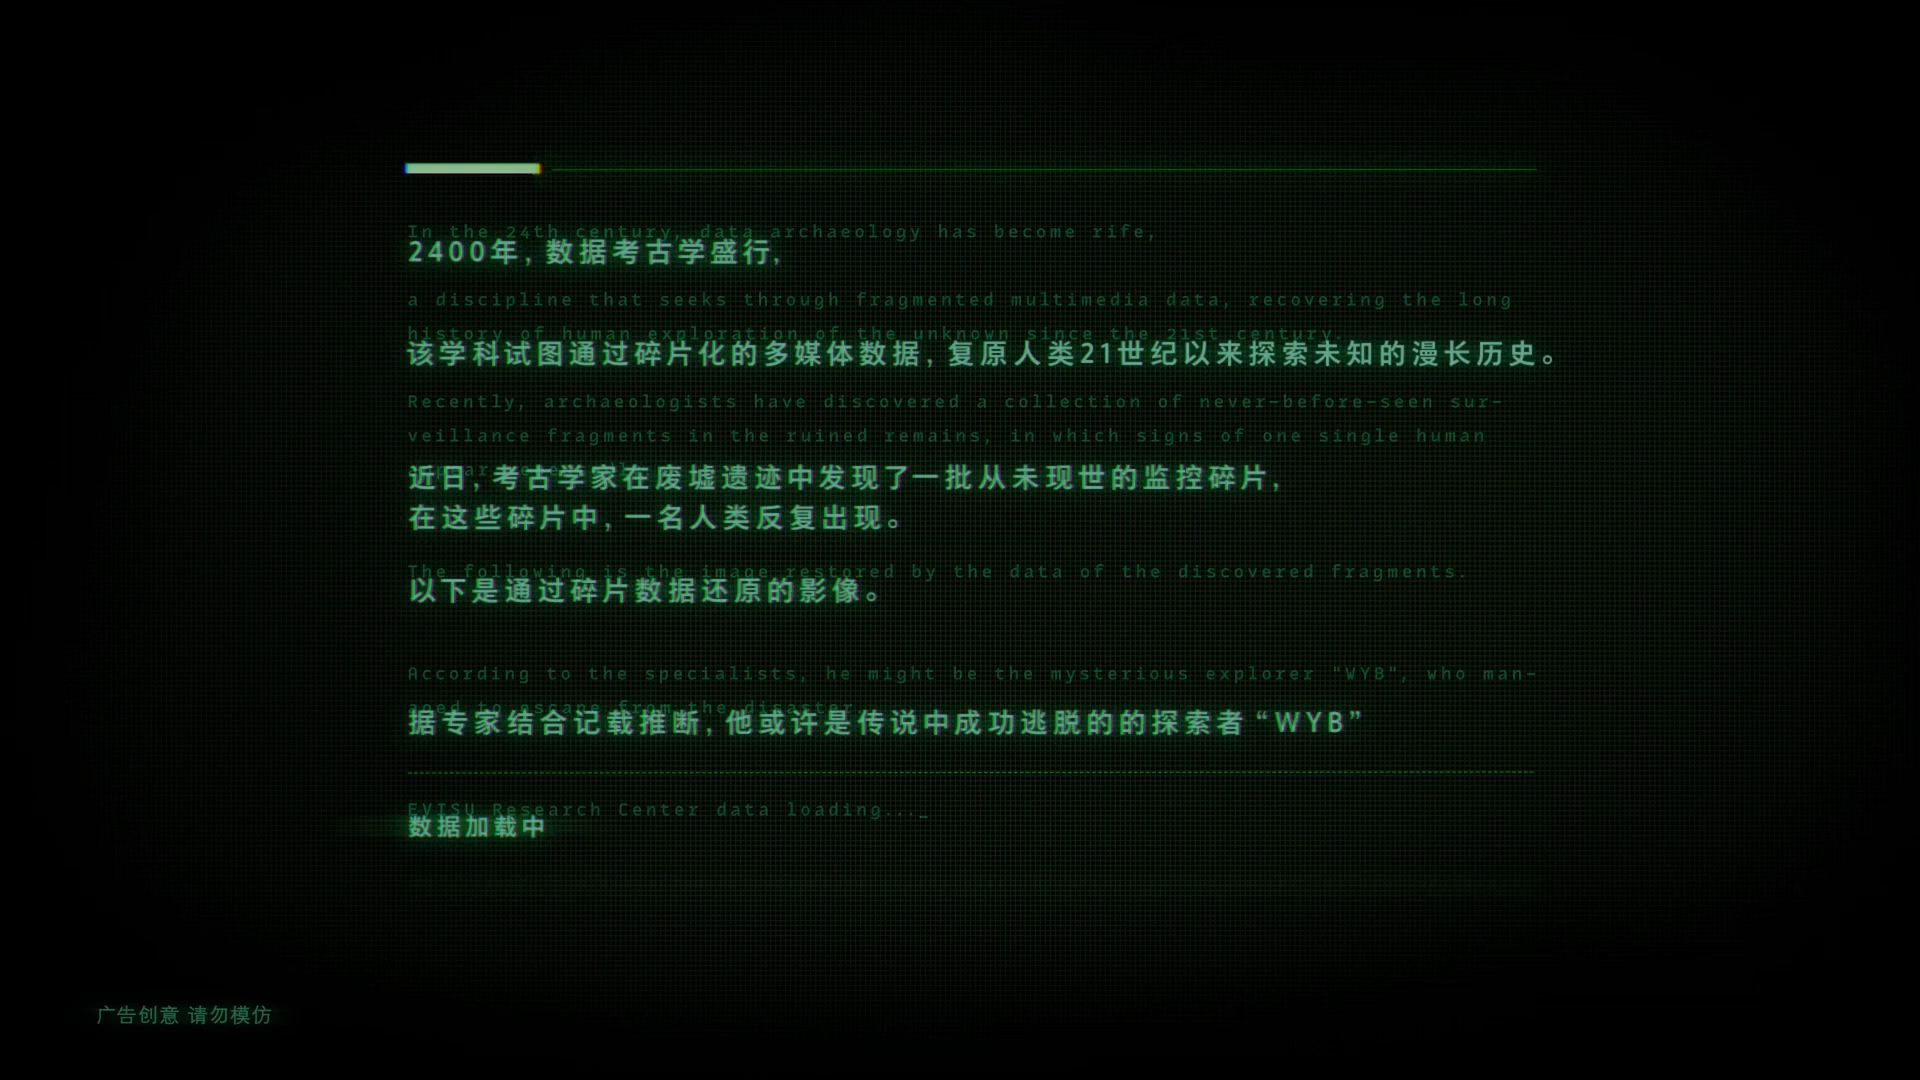 In the 24th century, data archaeology has become rife,
2400年, 数据考古学盛行,
a discipline that seeks through fragmented multimedia data, recovering the long
history of human exploration of the unknown since the 21st century.
该学科试图通过碎片化的多媒体数据, 复原人类21世纪以来探索未知的漫长历史。
Recently, archaeologists have discovered a collection of never-before-seen sur-
veillance fragments in the ruined remains, in which signs of one single human
近日, 考古学家在废墟遗迹中发现了一批从未现世的监控碎片,
在这些碎片中, 一名人类反复出现。
The following is the image restored by the data of the discovered fragments.
以下是通过碎片数据还原的影像。
According to the specialists, he might be the mysterious explorer "WYB", who man-
aged to escape from the disaster.
据专家结合记载推断, 他或许是传说中成功逃脱的的探索者 “WYB”
EVISU Research Center data loading..._
数据加载中
广告创意 请勿模仿